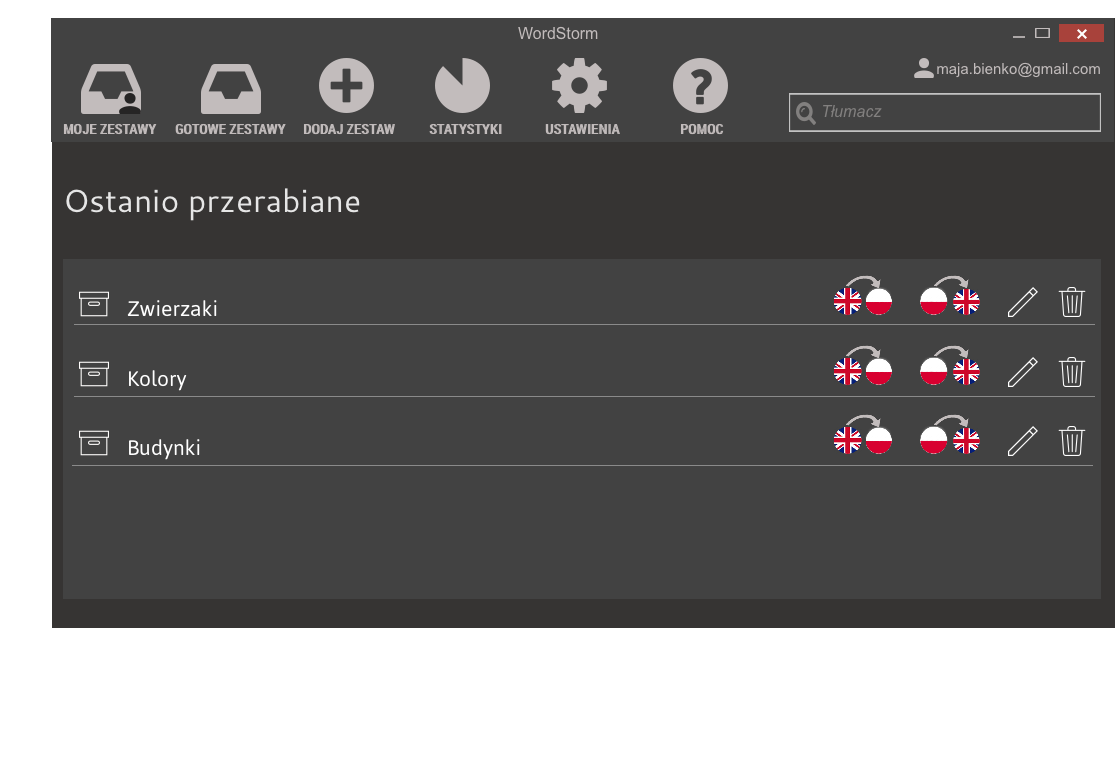 WordStorm
maja.bienko@gmail.com
Tłumacz
MOJE ZESTAWY GOTOWE ZESTAWY DODAJ ZESTAW STATYSTYKI USTAWIENIA POMOC
Ostanio przerabiane
Zwierzaki
Kolory
Budynki